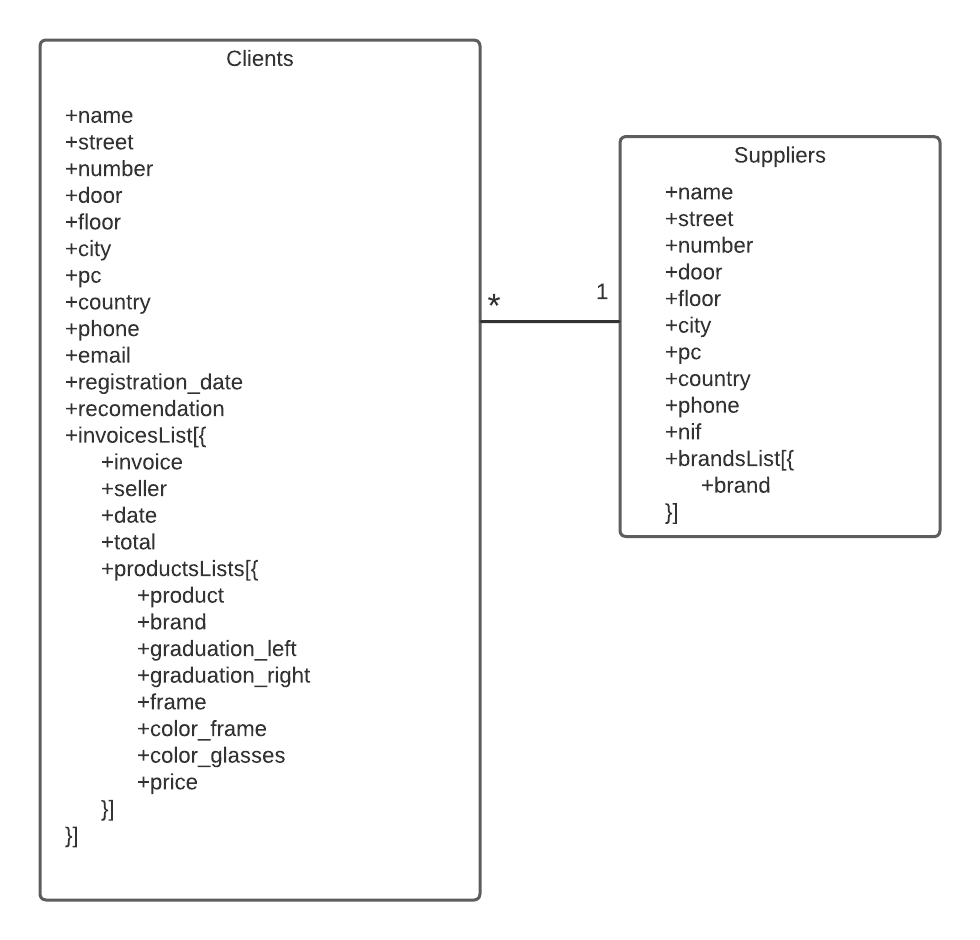 Clients
+name
+street
+number
+door
+floor
+city
+pc
+country
+phone
+email
+registration_date
+recomendation
+invoicesList[{
+invoice
+seller
+date
+total
+productsLists[{
+product
+brand
+graduation_left
+graduation_right
+frame
+color_frame
+color_glasses
+price
}]
}]
*
1
Suppliers
+name
+street
+number
+door
+floor
+city
+pc
+country
+phone
+nif
+brandsList[{
+brand
}]